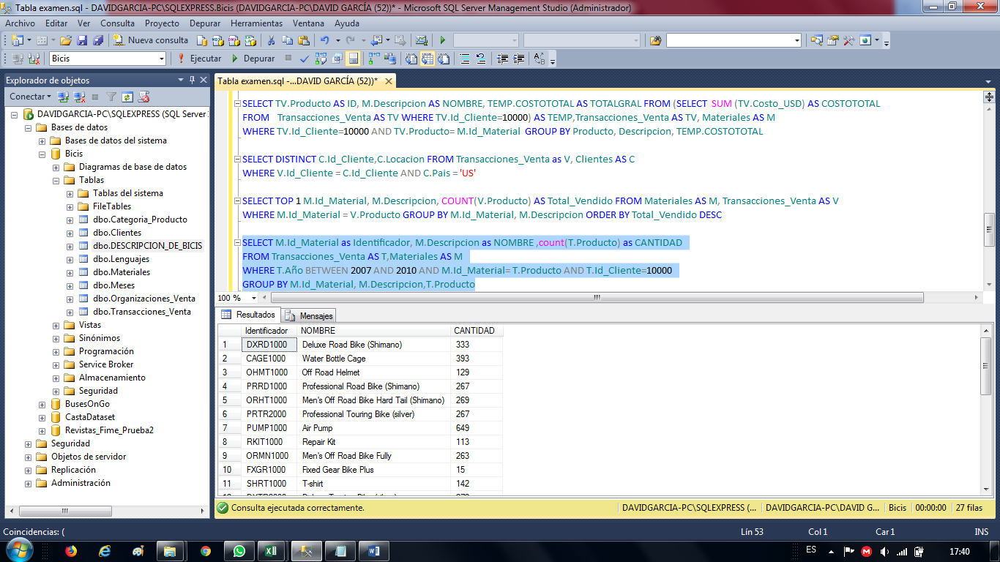 Tabla examen.sql - DAVIDGARCIA-PC\SQLEXPRESS.Bicis (DAVIDGARCIA-PC\DAVID GARCÍA (52))* - Microsoft SQL Server Management Studio (Administrador)
Archivo Editar Ver Consulta Proyecto Depurar Herramientas Ventana Ayuda
Nueva consulta
Bicis Ejecutar Depurar
Explorador de objetos
Conectar
DAVIDGARCIA-PC\SQLEXPRESS (SQL Server
Bases de datos
Bases de datos del sistema
Bicis
Diagramas de base de datos
Tablas
Tablas del sistema
FileTables
dbo.Categoria_Producto
dbo.Clientes
dbo.DESCRIPCION_DE_BICIS
dbo.Lenguajes
dbo.Materiales
dbo.Meses
dbo.Organizaciones_Venta
dbo.Transacciones_Venta
Vistas
Sinónimos
Programación
Service Broker
Almacenamiento
Seguridad
BusesOnGo
CastaDataset
Revistas_Fime_Prueba2
Seguridad
Objetos de servidor
Replicación
Administración
Tabla examen.sql -...DAVID GARCÍA (52))*
SELECT TV.Producto AS ID, M.Descripcion AS NOMBRE, TEMP.COSTOTOTAL AS TOTALGRAL FROM (SELECT SUM (TV.Costo_USD) AS COSTOTOTAL
FROM Transacciones_Venta AS TV WHERE TV.Id_Cliente=10000) AS TEMP,Transacciones_Venta AS TV, Materiales AS M
WHERE TV.Id_Cliente=10000 AND TV.Producto= M.Id_Material GROUP BY Producto, Descripcion, TEMP.COSTOTOTAL
SELECT DISTINCT C.Id_Cliente,C.Locacion FROM Transacciones_Venta as V, Clientes AS C
WHERE V.Id_Cliente = C.Id_Cliente AND C.Pais = 'US'
SELECT TOP 1 M.Id_Material, M.Descripcion, COUNT(V.Producto) AS Total_Vendido FROM Materiales AS M, Transacciones_Venta AS V
WHERE M.Id_Material = V.Producto GROUP BY M.Id_Material, M.Descripcion ORDER BY Total_Vendido DESC
SELECT M.Id_Material as Identificador, M.Descripcion as NOMBRE ,count(T.Producto) as CANTIDAD
FROM Transacciones_Venta AS T,Materiales AS M
WHERE T.Año BETWEEN 2007 AND 2010 AND M.Id_Material= T.Producto AND T.Id_Cliente=10000
GROUP BY M.Id_Material, M.Descripcion,T.Producto
100 %
Resultados Mensajes
Identificador NOMBRE CANTIDAD
1 DXRD1000 Deluxe Road Bike (Shimano) 333
2 CAGE1000 Water Bottle Cage 393
3 OHMT1000 Off Road Helmet 129
4 PRRD1000 Professional Road Bike (Shimano) 267
5 ORHT1000 Men's Off Road Bike Hard Tail (Shimano) 269
6 PRTR2000 Professional Touring Bike (silver) 267
7 PUMP1000 Air Pump 649
8 RKIT1000 Repair Kit 113
9 ORMN1000 Men's Off Road Bike Fully 263
10 FXGR1000 Fixed Gear Bike Plus 15
11 SHRT1000 T-shirt 142
Consulta ejecutada correctamente. DAVIDGARCIA-PC\SQLEXPRESS (... DAVIDGARCIA-PC\DAVID G... Bicis 00:00:00 27 filas
Coincidencias: ( Lín 53 Col 1 Car 1 INS
ES 17:40